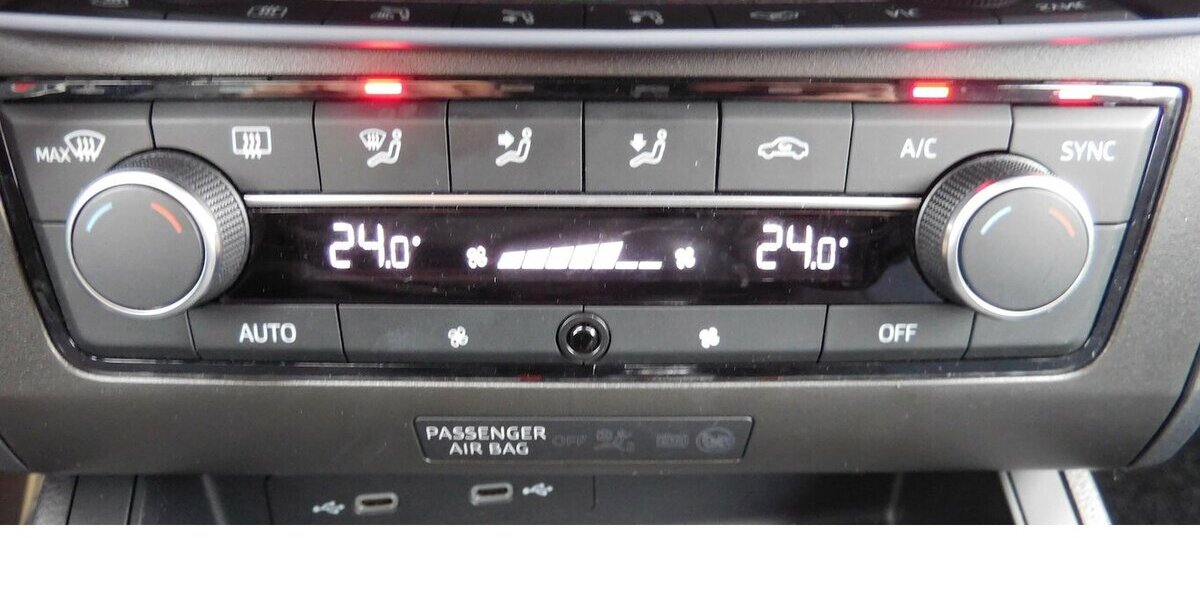 MAX
A/C
SYNC
24.0°
24.0°
AUTO
OFF
PASSENGER
AIR BAG
OFF